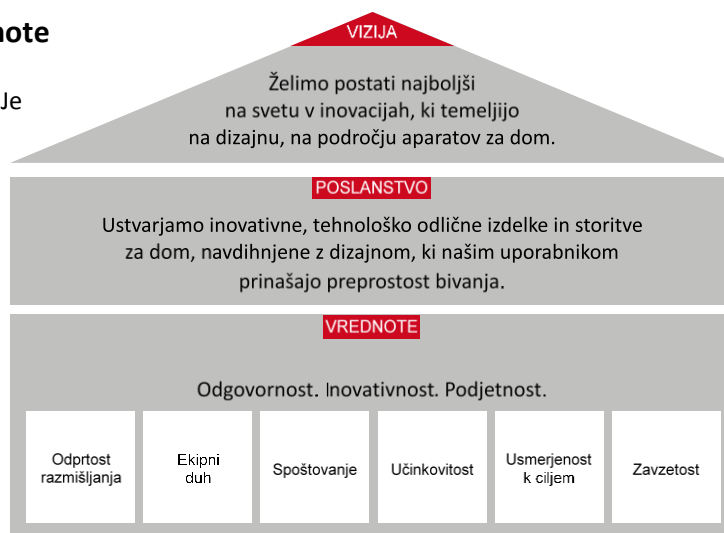 note
VIZIJA
Je
Želimo postati najboljši
na svetu v inovacijah, ki temeljijo
na dizajnu, na področju aparatov za dom.
POSLANSTVO
Ustvarjamo inovativne, tehnološko odlične izdelke in storitve
za dom, navdihnjene z dizajnom, ki našim uporabnikom
prinašajo preprostost bivanja.
VREDNOTE
Odgovornost. Inovativnost. Podjetnost.
Odprtost
razmišljanja
Ekipni
duh
Spoštovanje
Učinkovitost
Usmerjenost
k ciljem
Zavzetost